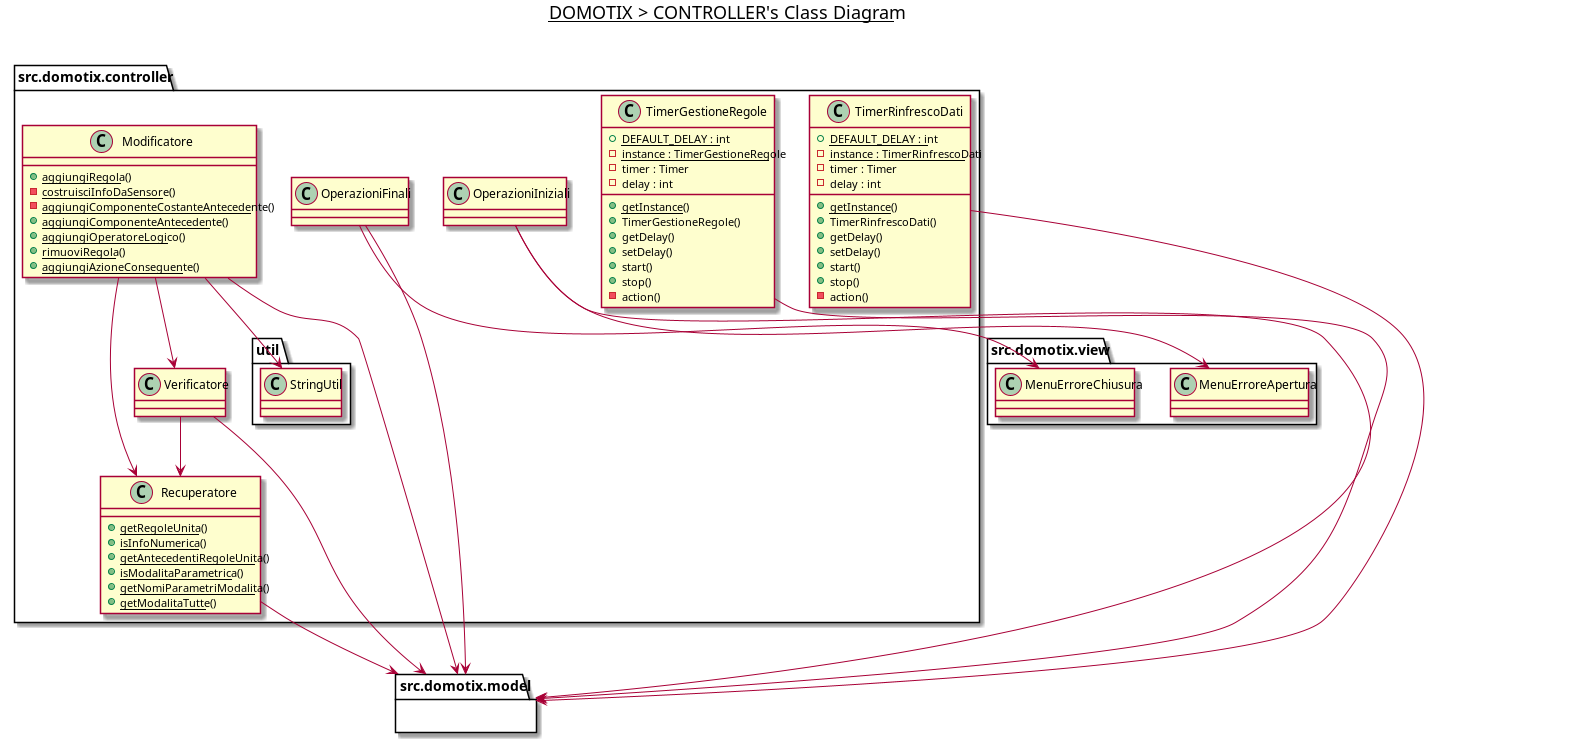 DOMOTIX > CONTROLLER's Class Diagram
src.domotix.controller
C Modificatore
aggiungiRegola()
costruisciInfoDaSensore()
aggiungiComponenteCostanteAntecedente()
aggiungiComponenteAntecedente()
aggiungiOperatoreLogico()
rimuoviRegola()
aggiungiAzioneConseguente()
C OperazioniFinali
C OperazioniIniziali
C TimerGestioneRegole
DEFAULT_DELAY : int
instance : TimerGestioneRegole
timer : Timer
delay : int
getInstance()
TimerGestioneRegole()
getDelay()
setDelay()
start()
stop()
action()
C TimerRinfrescoDati
DEFAULT_DELAY : int
instance : TimerRinfrescoDati
timer : Timer
delay : int
getInstance()
TimerRinfrescoDati()
getDelay()
setDelay()
start()
stop()
action()
C Verificatore
util
C StringUtil
src.domotix.view
C MenuErroreChiusura
C MenuErroreApertura
C Recuperatore
getRegoleUnita()
isInfoNumerica()
getAntecedentiRegoleUnita()
isModalitaParametrica()
getNomiParametriModalita()
getModalitaTutte()
src.domotix.model